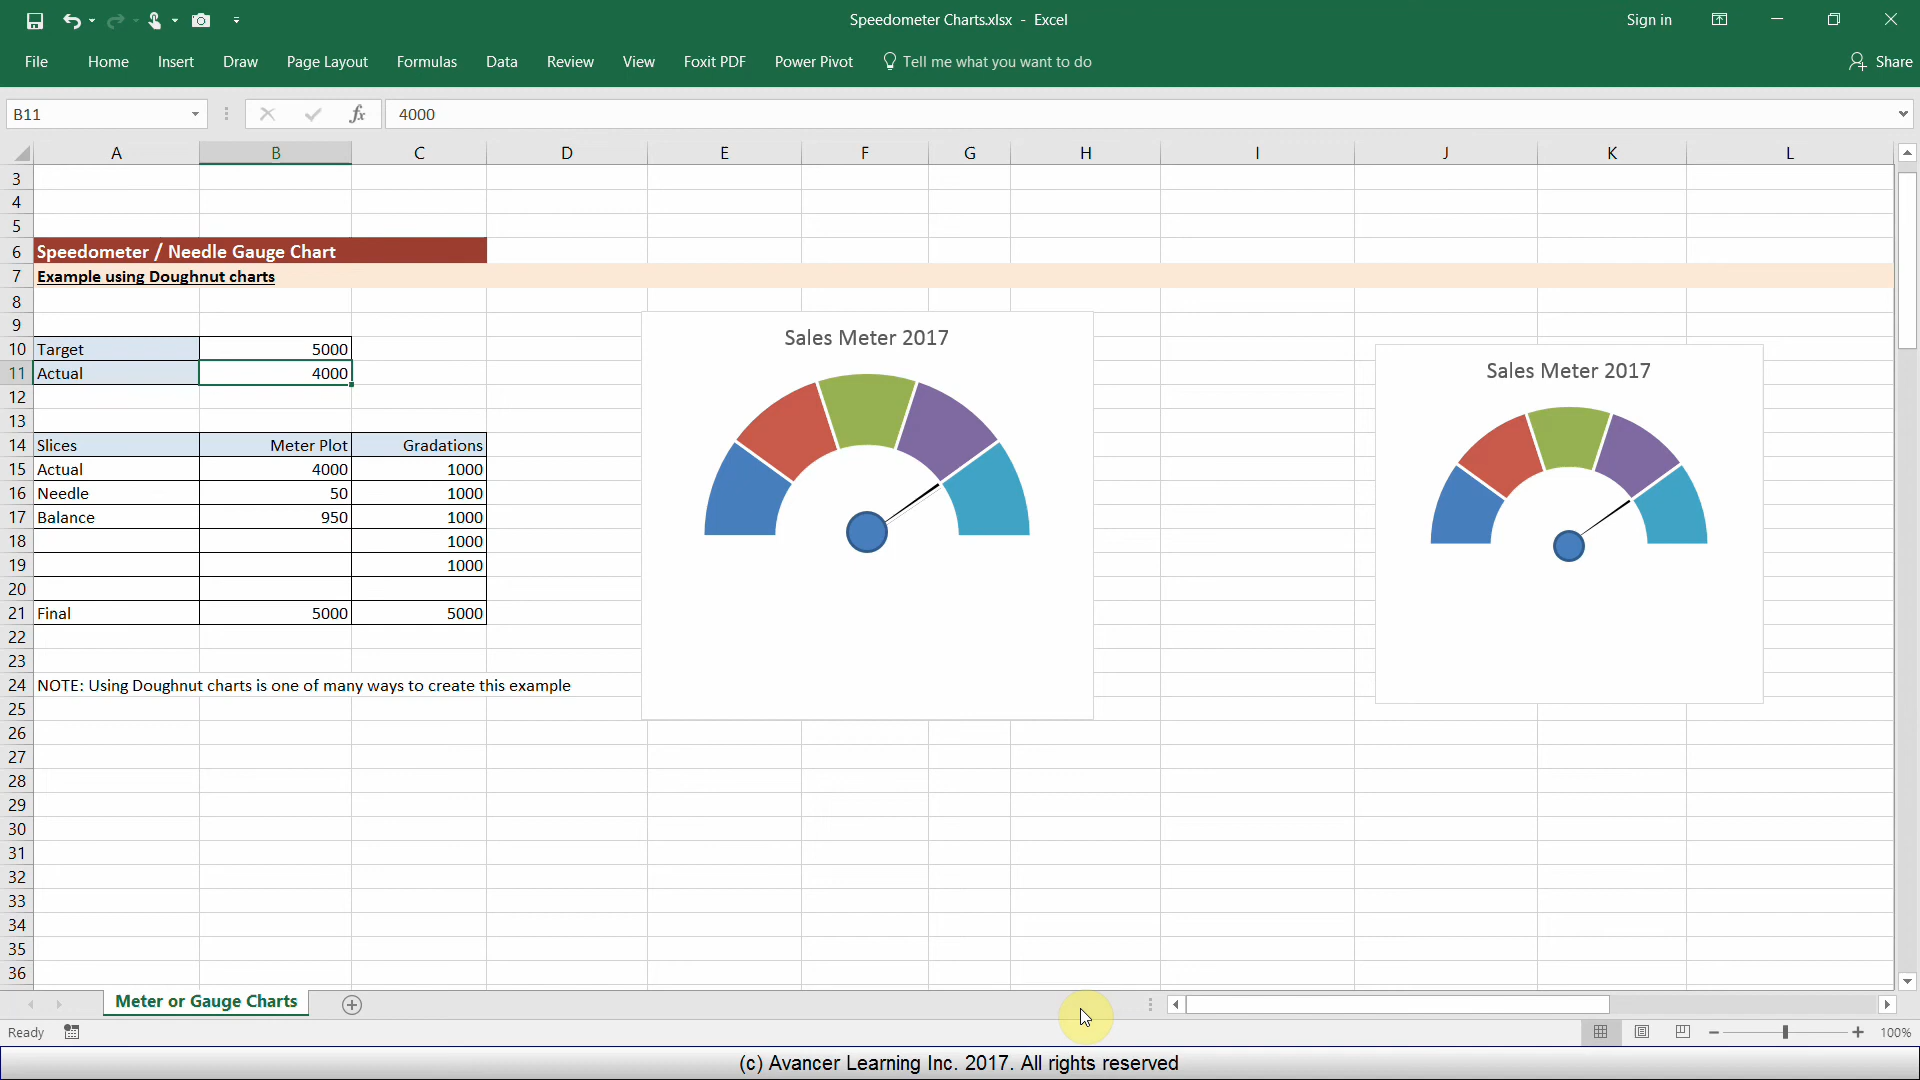 Speedometer Charts.xlsx - Excel
Sign in
File Home Insert Draw Page Layout Formulas Data Review View Foxit PDF Power Pivot Tell me what you want to do Share
B11 fx 4000
A B C D E F G H I J K L
3
4
5
6 Speedometer / Needle Gauge Chart
7 Example using Doughnut charts
8
9
10 Target 5000
11 Actual 4000
12
13
14 Slices Meter Plot Gradations
15 Actual 4000 1000
16 Needle 50 1000
17 Balance 950 1000
18 1000
19 1000
20
21 Final 5000 5000
22
23
24 NOTE: Using Doughnut charts is one of many ways to create this example
25
26
27
28
29
30
31
32
33
34
35
36
Sales Meter 2017
Sales Meter 2017
Meter or Gauge Charts
Ready
100%
(c) Avancer Learning Inc. 2017. All rights reserved